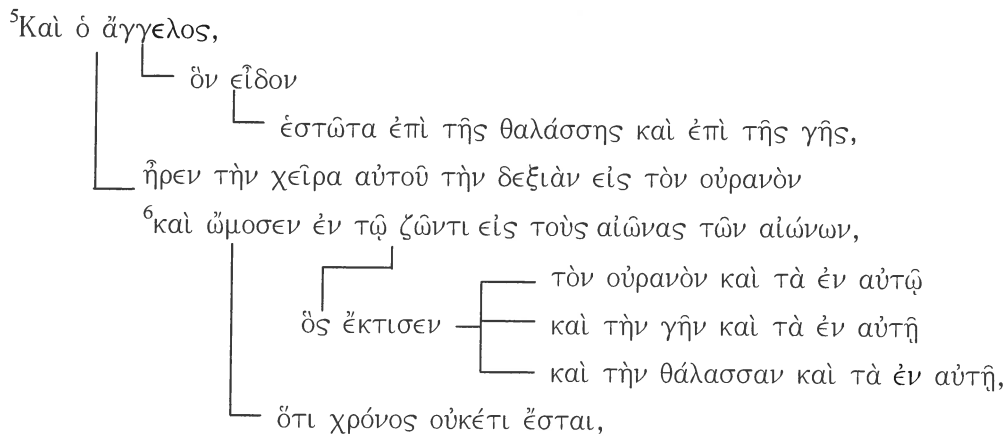 ⁵Καὶ ὁ ἄγγελος,
ὃν εἶδον
ἑστῶτα ἐπὶ τῆς θαλάσσης καὶ ἐπὶ τῆς γῆς,
ἦρεν τὴν χεῖρα αὐτοῦ τὴν δεξιὰν εἰς τὸν οὐρανὸν
⁶καὶ ὤμοσεν ἐν τῷ ζῶντι εἰς τοὺς αἰῶνας τῶν αἰώνων,
τὸν οὐρανὸν καὶ τὰ ἐν αὐτῷ
ὃς ἔκτισεν καὶ τὴν γῆν καὶ τὰ ἐν αὐτῇ
καὶ τὴν θάλασσαν καὶ τὰ ἐν αὐτῇ,
ὅτι χρόνος οὐκέτι ἔσται,